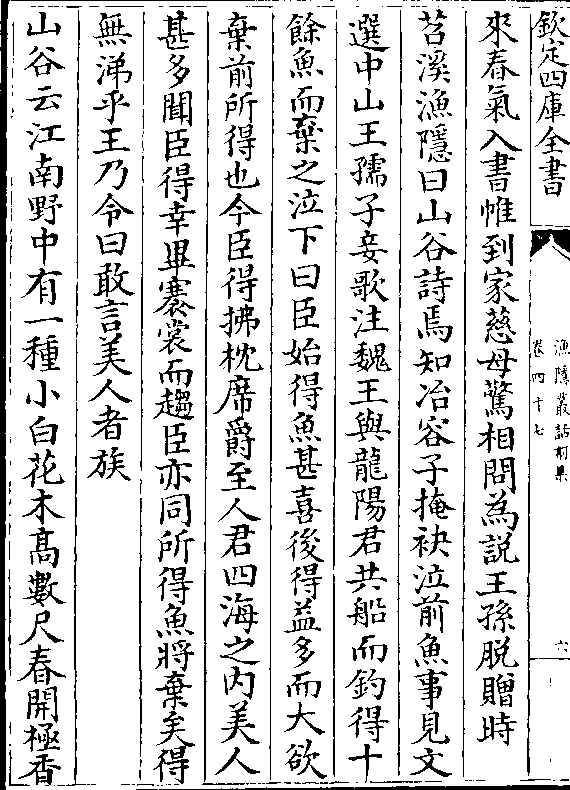 欽定四庫全書
漁隱叢話前集
卷四十七
六
來春氣入書帷到家慈母驚相問為說王孫脱贈時
苕溪漁隱曰山谷詩焉知冶容子掩袂泣前魚事見文
選中山王孺子妾歌注魏王與龍陽君共船而釣得十
餘魚而棄之泣下曰臣始得魚甚喜後得益多而大欲
棄前所得也今臣得拂枕席爵至人君四海之内美人
甚多聞臣得幸畢褰裳而趨臣亦同所得魚將棄矣得
無涕乎王乃令曰敢言美人者族
山谷云江南野中有一種小白花木髙數尺春開極香